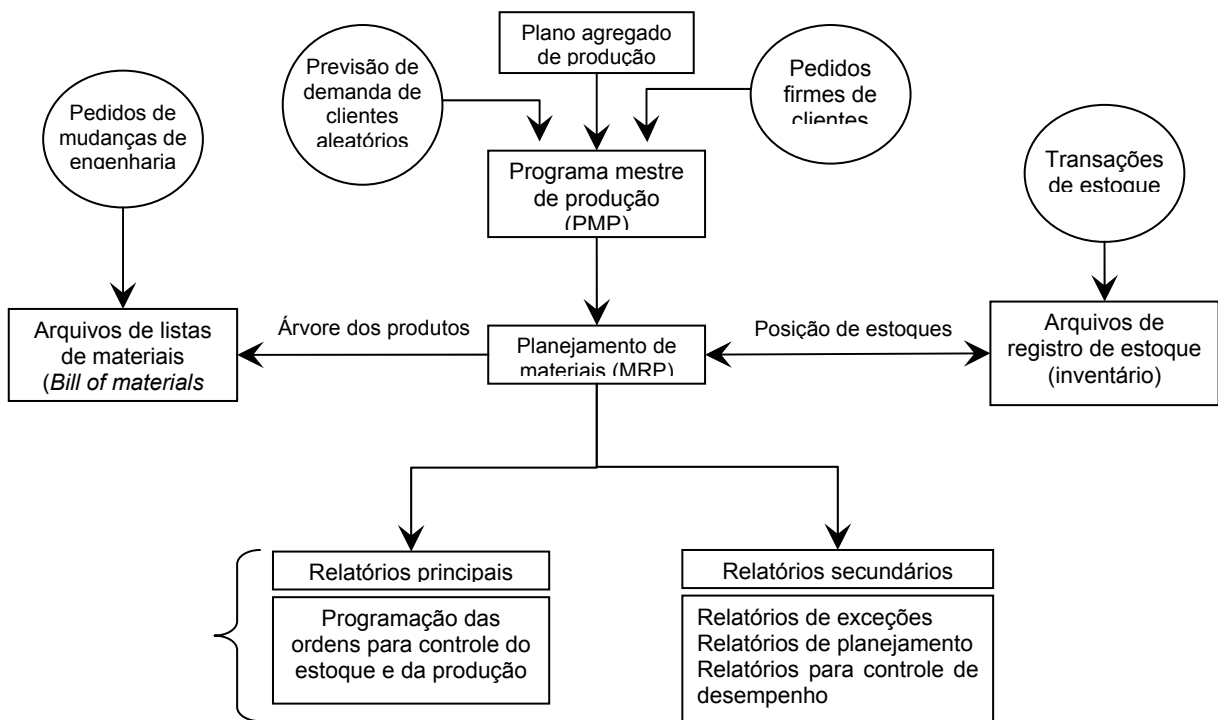 Plano agregado
de produção
Previsão de
demanda de
clientes
aleatórios
Pedidos
firmes de
clientes
Pedidos de
mudanças de
engenharia
Transações
de estoque
Programa mestre
de produção
(PMP)
Arquivos de listas
de materiais
(Bill of materials
Árvore dos produtos
Planejamento de
materiais (MRP)
Posição de estoques
Arquivos de
registro de estoque
(inventário)
Relatórios principais
Programação das
ordens para controle do
estoque e da produção
Relatórios secundários
Relatórios de exceções
Relatórios de planejamento
Relatórios para controle de
desempenho